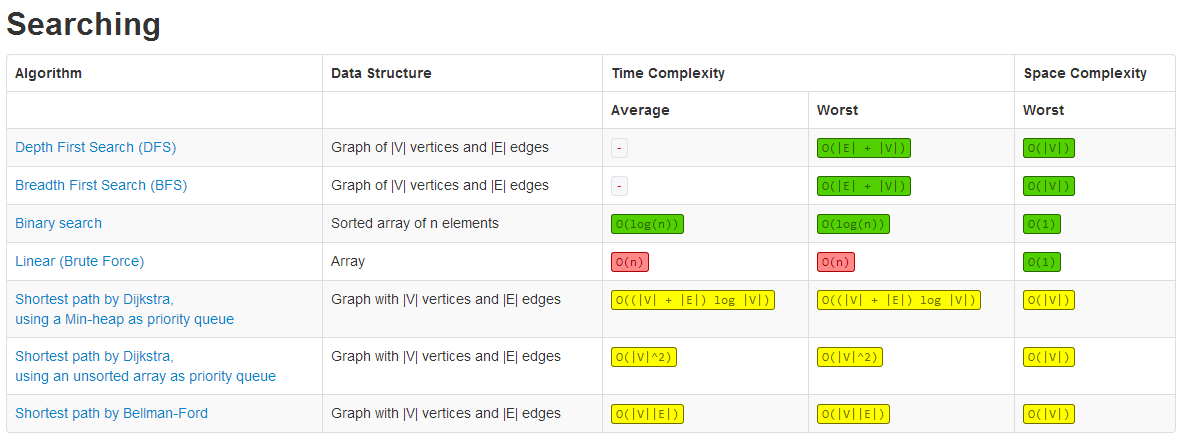 Searching
Algorithm Data Structure Time Complexity Space Complexity
Average Worst Worst
Depth First Search (DFS) Graph of |V| vertices and |E| edges - O(|E| + |V|) O(|V|)
Breadth First Search (BFS) Graph of |V| vertices and |E| edges - O(|E| + |V|) O(|V|)
Binary search Sorted array of n elements O(log(n)) O(log(n)) O(1)
Linear (Brute Force) Array O(n) O(n) O(1)
Shortest path by Dijkstra, Graph with |V| vertices and |E| edges O((|V| + |E|) log |V|) O((|V| + |E|) log |V|) O(|V|)
using a Min-heap as priority queue
Shortest path by Dijkstra, Graph with |V| vertices and |E| edges O(|V|^2) O(|V|^2) O(|V|)
using an unsorted array as priority queue
Shortest path by Bellman-Ford Graph with |V| vertices and |E| edges O(|V||E|) O(|V||E|) O(|V|)